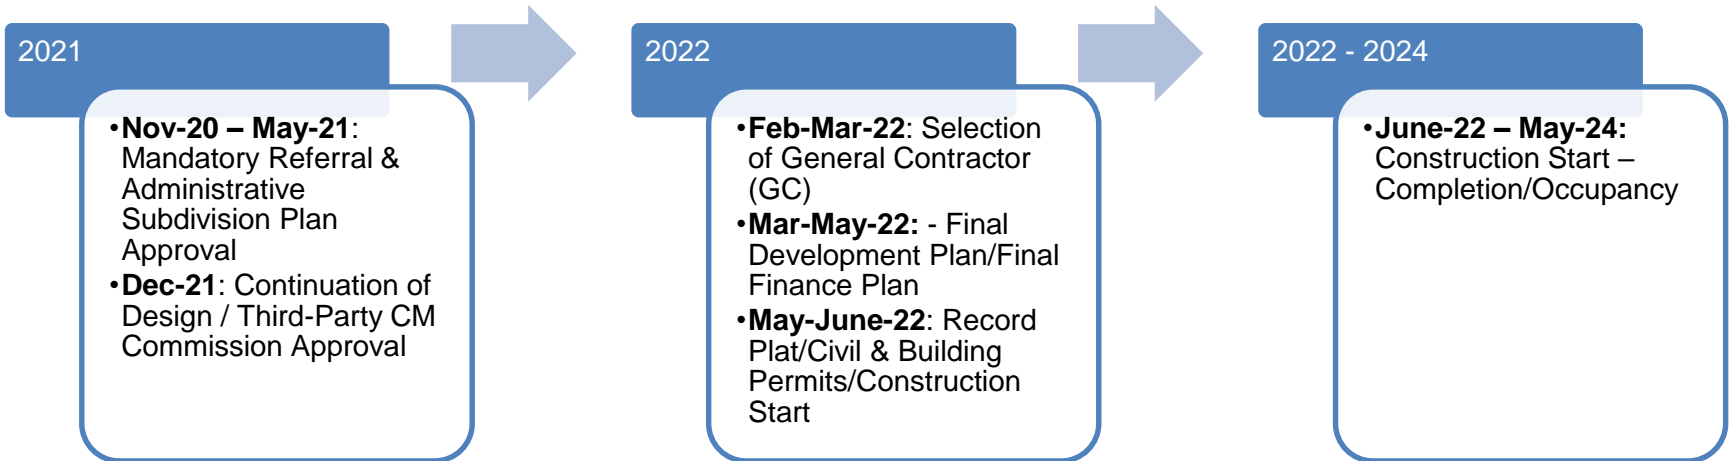 2021
•Nov-20 – May-21:
Mandatory Referral &
Administrative
Subdivision Plan
Approval
•Dec-21: Continuation of
Design / Third-Party CM
Commission Approval
2022
•Feb-Mar-22: Selection
of General Contractor
(GC)
•Mar-May-22: - Final
Development Plan/Final
Finance Plan
•May-June-22: Record
Plat/Civil & Building
Permits/Construction
Start
2022 - 2024
•June-22 – May-24:
Construction Start –
Completion/Occupancy